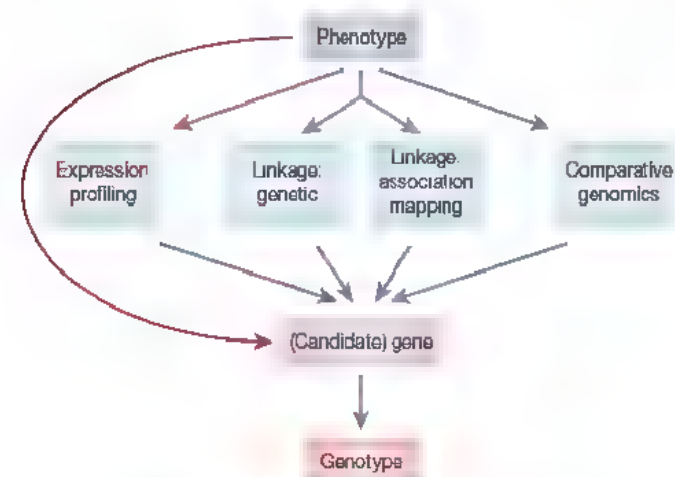 Phenotype
Expression
profiling
Linkage:
genetic
Linkage:
association
mapping
Comparative
genomics
(Candidate) gene
Genotype